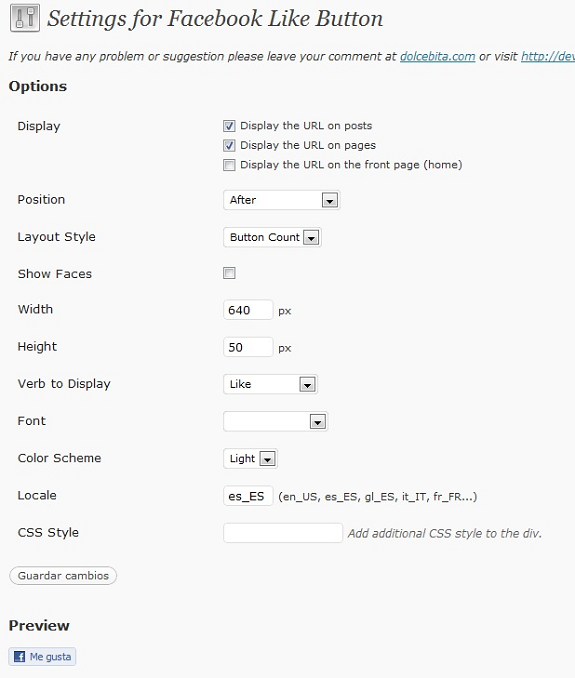 Settings for Facebook Like Button
If you have any problem or suggestion please leave your comment at dolcebita.com or visit http://dev
Options
Display
Display the URL on posts
Display the URL on pages
Display the URL on the front page (home)
Position After
Layout Style Button Count
Show Faces
Width 640 px
Height 50 px
Verb to Display Like
Font
Color Scheme Light
Locale es_ES (en_US, es_ES, gl_ES, it_IT, fr_FR...)
CSS Style Add additional CSS style to the div.
Guardar cambios
Preview
f Me gusta